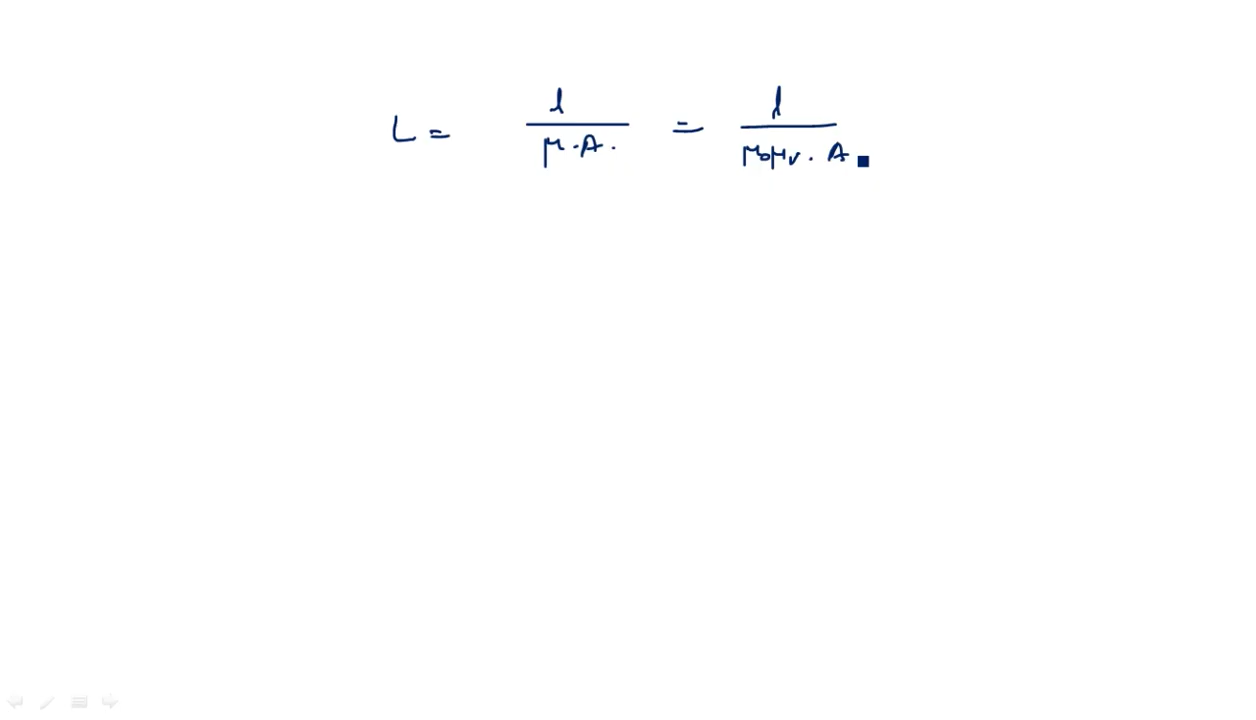 L = l / μ . A . = l / μ₀μᵣ . A